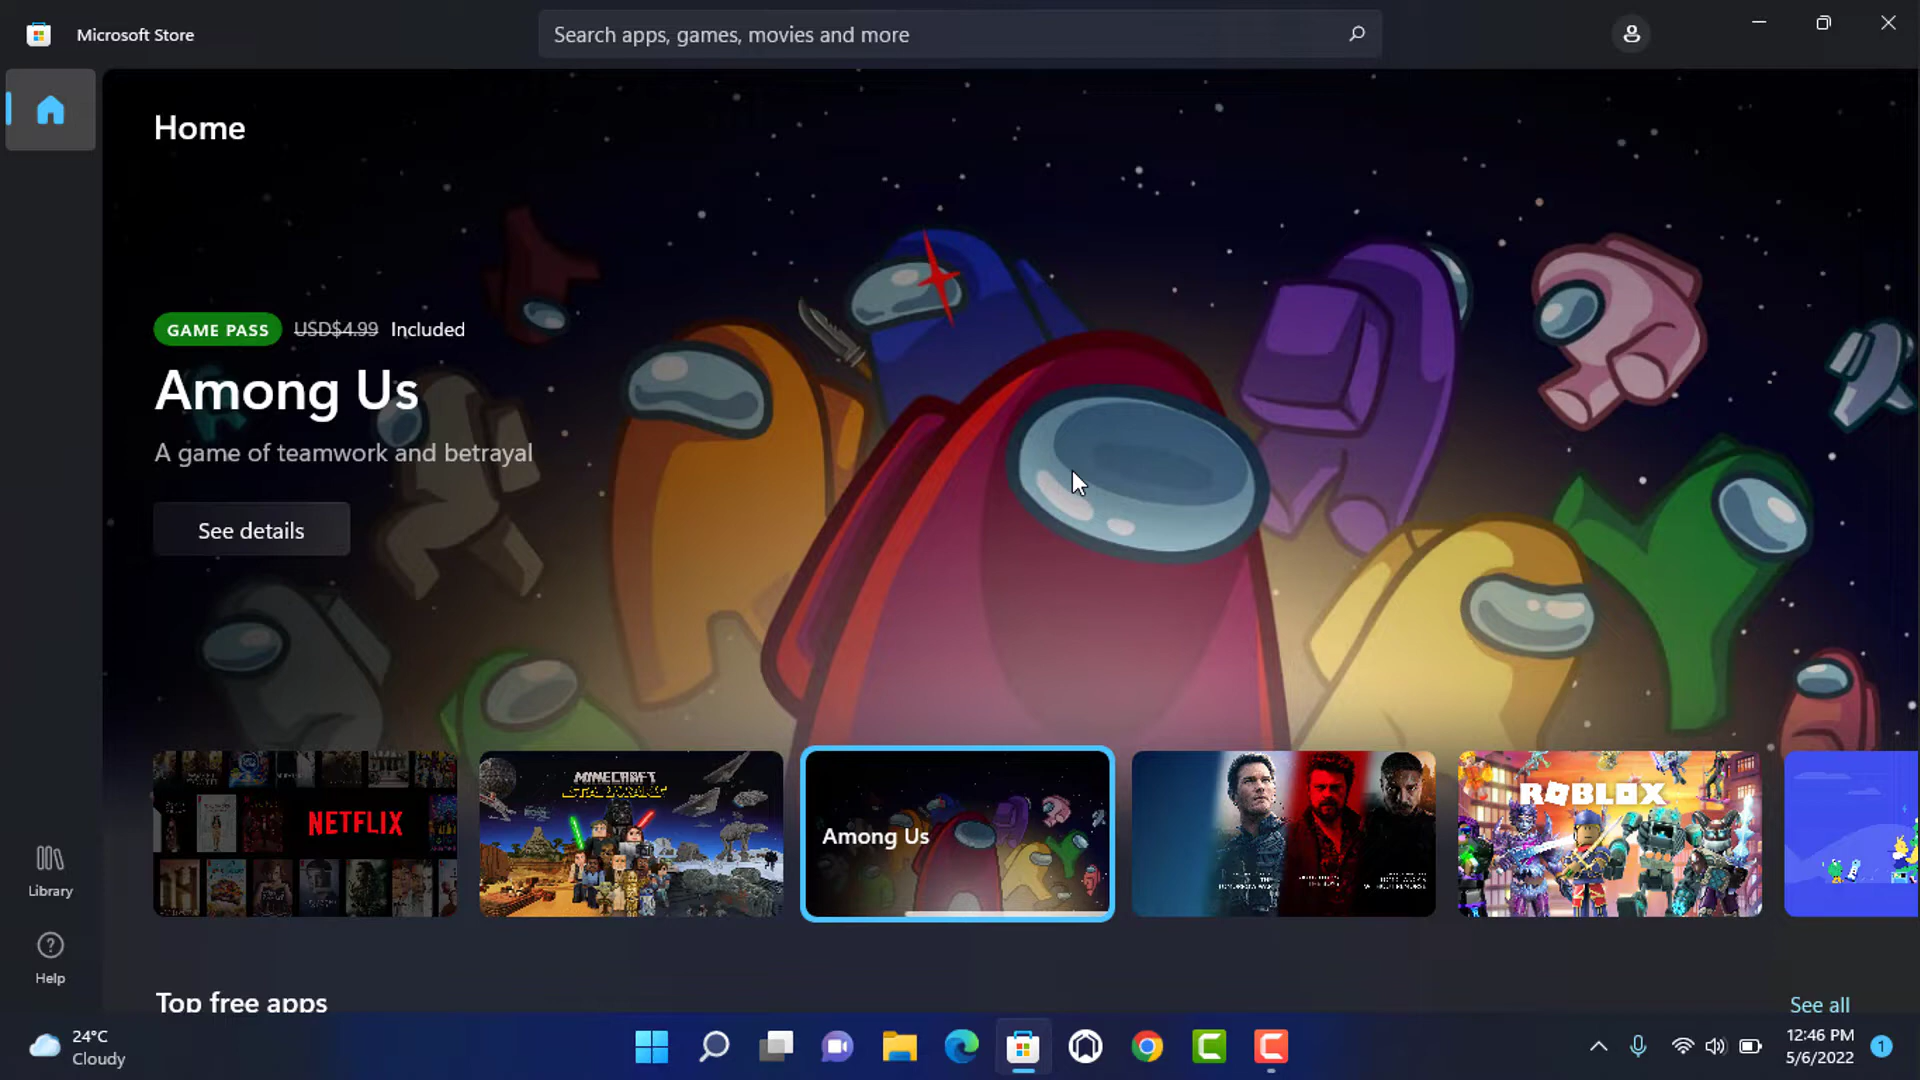 Microsoft Store
Search apps, games, movies and more
Home
GAME PASS USD$4.99 Included
Among Us
A game of teamwork and betrayal
See details
NETFLIX
MINECRAFT
STAR WARS
Among Us
ROBLOX
Library
Help
Top free apps
See all
24°C
Cloudy
12:46 PM
5/6/2022
1